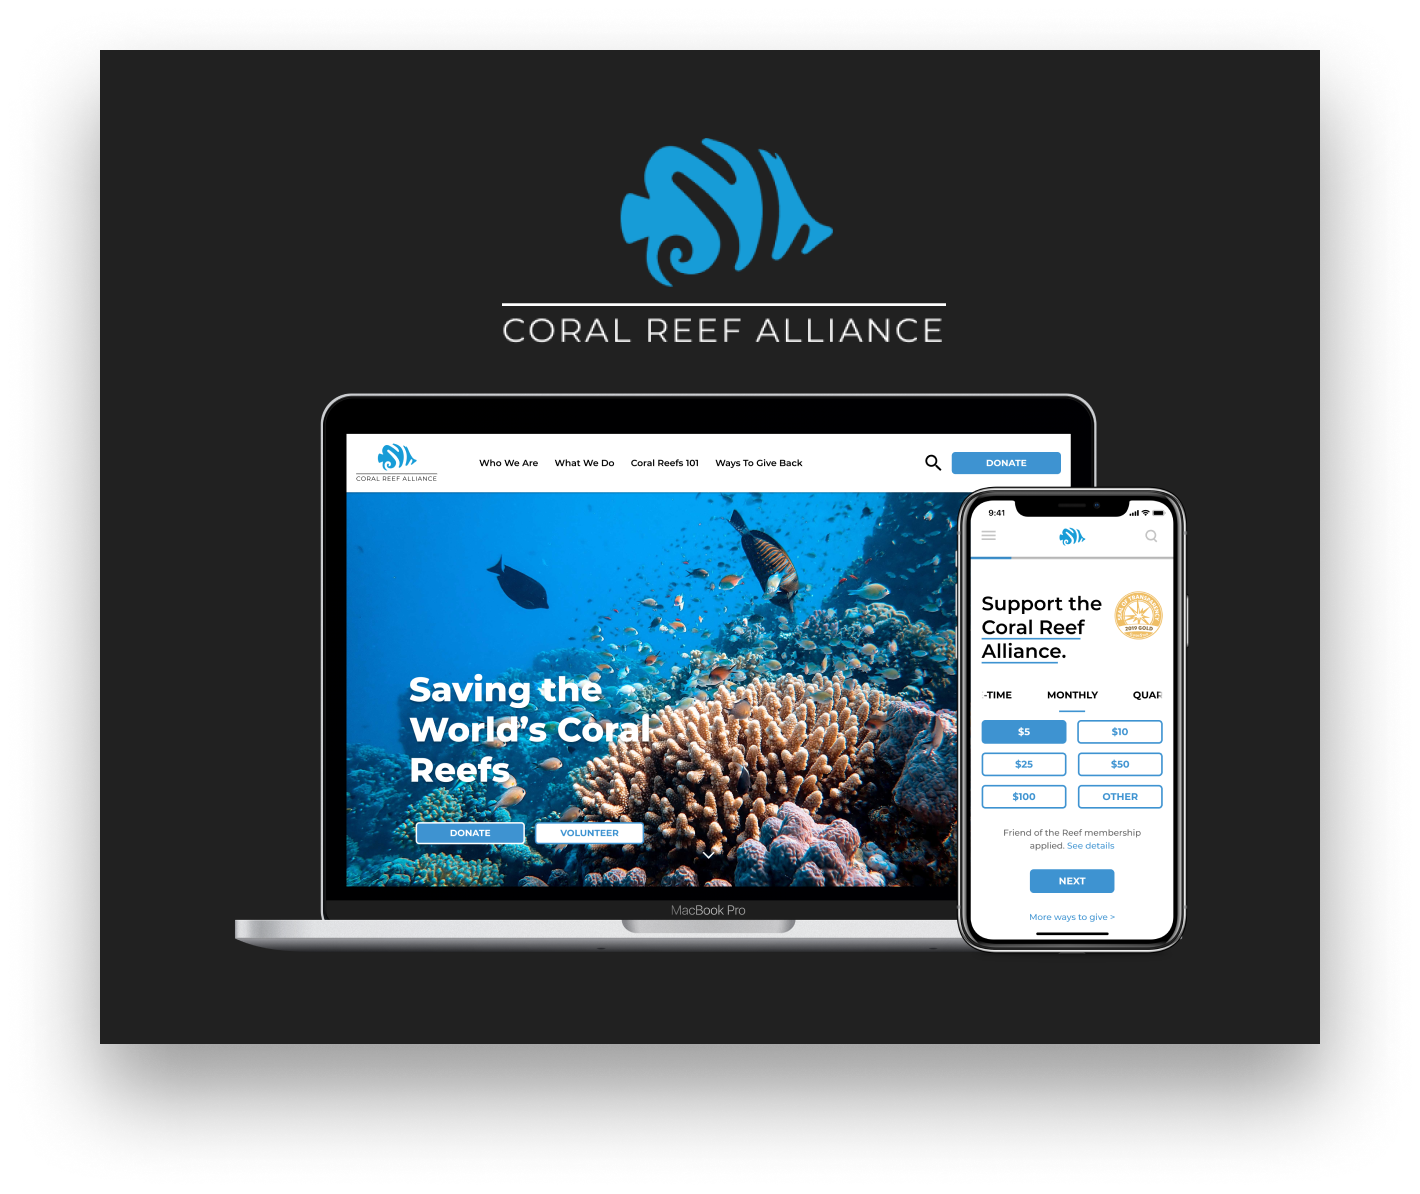 CORAL REEF ALLIANCE
CORAL REEF ALLIANCE
Who We Are
What We Do
Coral Reefs 101
Ways To Give Back
DONATE
Saving the
World's Coral
Reefs
DONATE
VOLUNTEER
MacBook Pro
9:41
Support the
Coral Reef
Alliance.
SEAL OF TRANSPARENCY
2019 GOLD
-TIME
MONTHLY
QUAR
$5
$10
$25
$50
$100
OTHER
Friend of the Reef membership
applied. See details
NEXT
More ways to give >